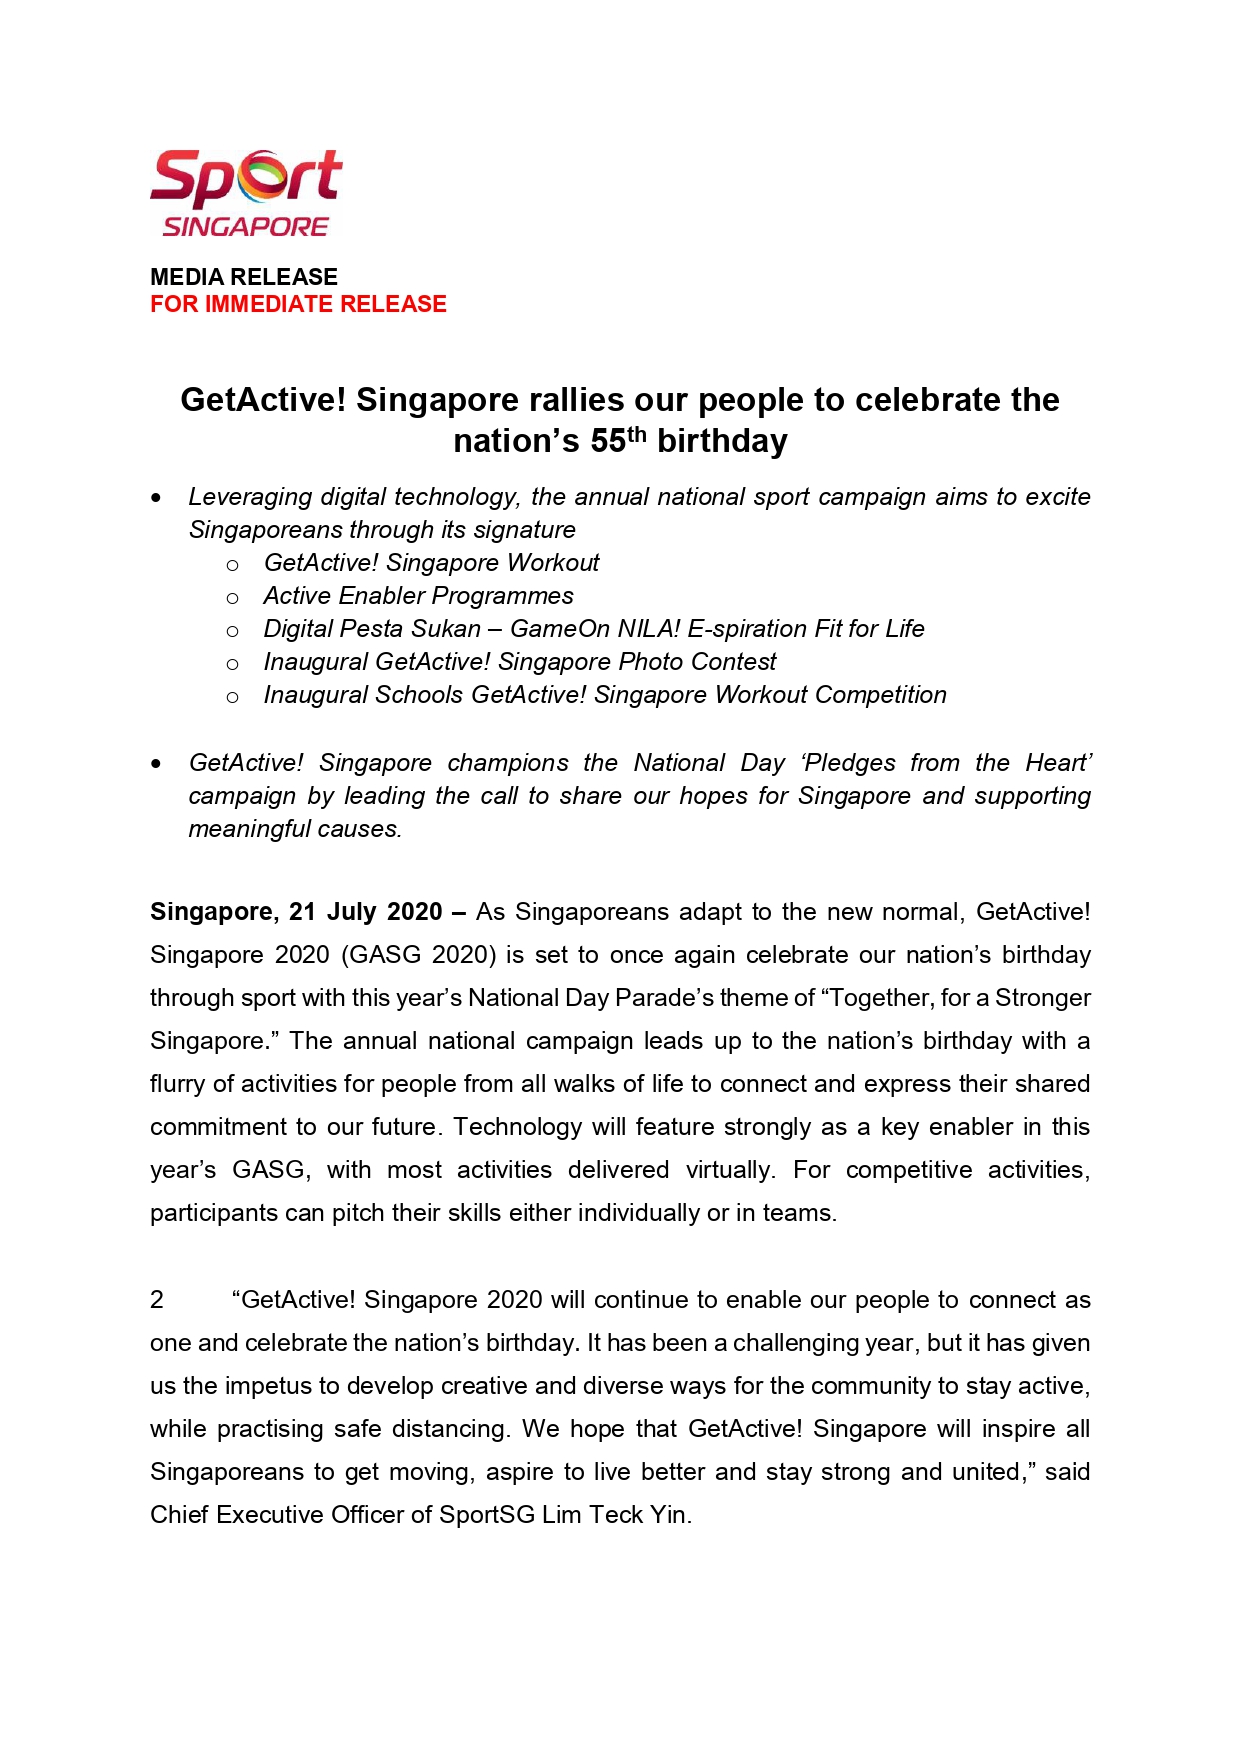 Sport
SINGAPORE
MEDIA RELEASE
FOR IMMEDIATE RELEASE
GetActive! Singapore rallies our people to celebrate the
nation’s 55th birthday
• Leveraging digital technology, the annual national sport campaign aims to excite
Singaporeans through its signature
o GetActive! Singapore Workout
o Active Enabler Programmes
o Digital Pesta Sukan – GameOn NILA! E-spiration Fit for Life
o Inaugural GetActive! Singapore Photo Contest
o Inaugural Schools GetActive! Singapore Workout Competition
• GetActive! Singapore champions the National Day ‘Pledges from the Heart’
campaign by leading the call to share our hopes for Singapore and supporting
meaningful causes.
Singapore, 21 July 2020 – As Singaporeans adapt to the new normal, GetActive!
Singapore 2020 (GASG 2020) is set to once again celebrate our nation’s birthday
through sport with this year’s National Day Parade’s theme of “Together, for a Stronger
Singapore.” The annual national campaign leads up to the nation’s birthday with a
flurry of activities for people from all walks of life to connect and express their shared
commitment to our future. Technology will feature strongly as a key enabler in this
year’s GASG, with most activities delivered virtually. For competitive activities,
participants can pitch their skills either individually or in teams.
2 “GetActive! Singapore 2020 will continue to enable our people to connect as
one and celebrate the nation’s birthday. It has been a challenging year, but it has given
us the impetus to develop creative and diverse ways for the community to stay active,
while practising safe distancing. We hope that GetActive! Singapore will inspire all
Singaporeans to get moving, aspire to live better and stay strong and united,” said
Chief Executive Officer of SportSG Lim Teck Yin.